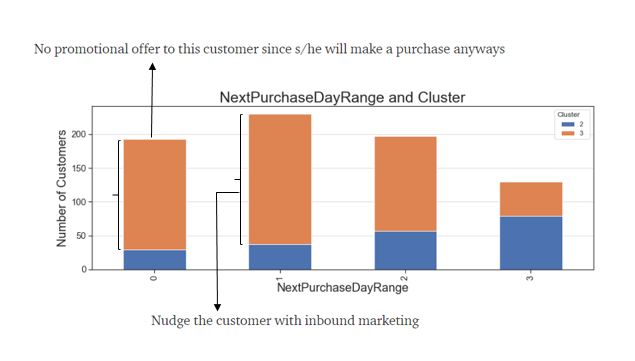 No promotional offer to this customer since s/he will make a purchase anyways
NextPurchaseDayRange and Cluster
Cluster
2
3
Number of Customers
200
150
100
50
0
0
1
2
3
NextPurchaseDayRange
Nudge the customer with inbound marketing